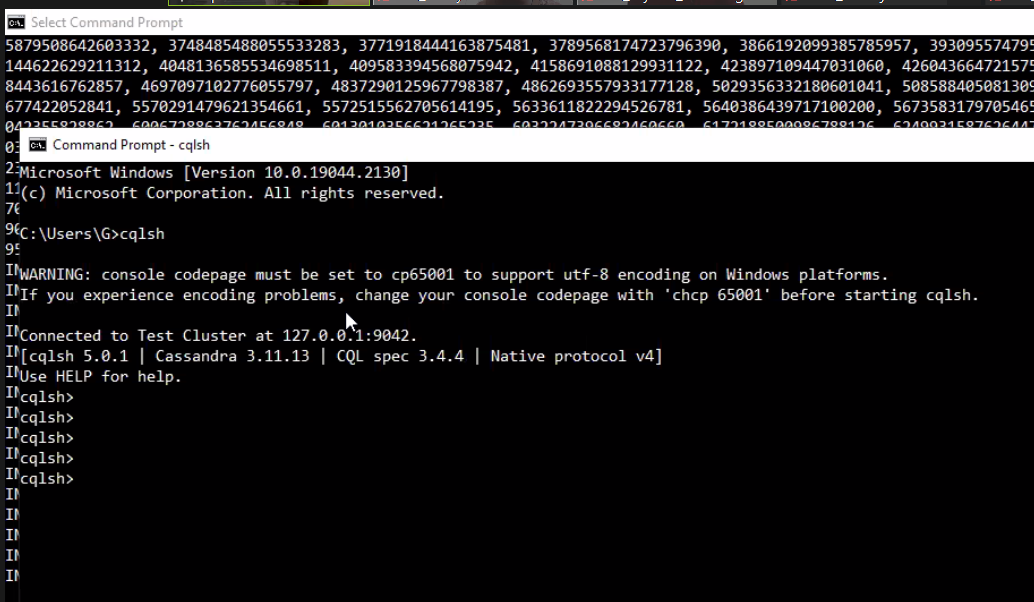 Select Command Prompt
5879508642603332, 3748485488055533283, 3771918444163875481, 3789568174723796390, 3866192099385785957, 393095574795
144622629211312, 4048136585534698511, 409583394568075942, 4158691088129931122, 423897109447031060, 426043664721575
8443616762857, 4697097102776055797, 4837290125967798387, 4862693557933177128, 5029356332180601041, 508588405081309
677422052841, 5570291479621354661, 5572515562705614195, 5633611822294526781, 5640386439717100200, 567358317970546
Command Prompt - cqlsh
Microsoft Windows [Version 10.0.19044.2130]
(c) Microsoft Corporation. All rights reserved.
C:\Users\G>cqlsh
WARNING: console codepage must be set to cp65001 to support utf-8 encoding on Windows platforms.
If you experience encoding problems, change your console codepage with 'chcp 65001' before starting cqlsh.
Connected to Test Cluster at 127.0.0.1:9042.
[cqlsh 5.0.1 | Cassandra 3.11.13 | CQL spec 3.4.4 | Native protocol v4]
Use HELP for help.
cqlsh>
cqlsh>
cqlsh>
cqlsh>
cqlsh>